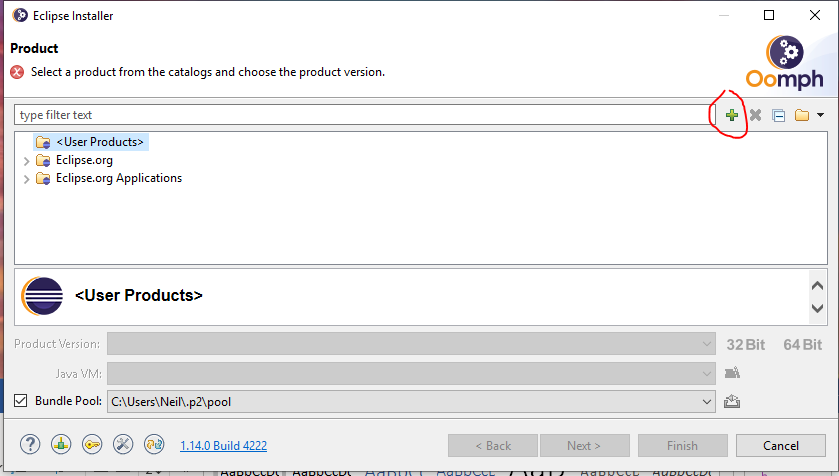 Eclipse Installer
Product
Select a product from the catalogs and choose the product version.
Oomph
type filter text
<User Products>
Eclipse.org
Eclipse.org Applications
<User Products>
Product Version:
32 Bit 64 Bit
Java VM:
Bundle Pool: C:\Users\Neil\.p2\pool
? 1.14.0 Build 4222 < Back Next > Finish Cancel